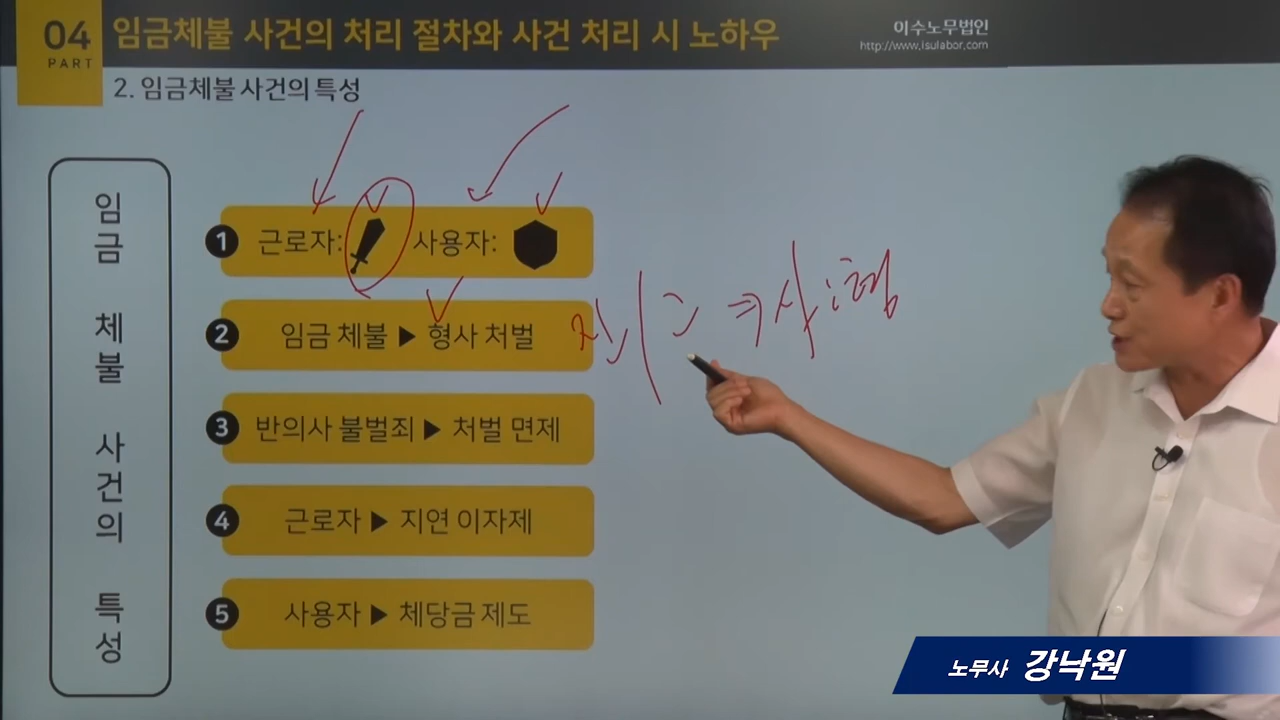 04
PART
임금체불 사건의 처리 절차와 사건 처리 시 노하우
이수노무법인
http://www.isulabor.com
2. 임금체불 사건의 특성
임금 체불 사건의 특성
1 근로자: 사용자:
2 임금 체불 ▶ 형사 처벌
3 반의사 불벌죄 ▶ 처벌 면제
4 근로자 ▶ 지연 이자제
5 사용자 ▶ 체당금 제도
노무사 강낙원